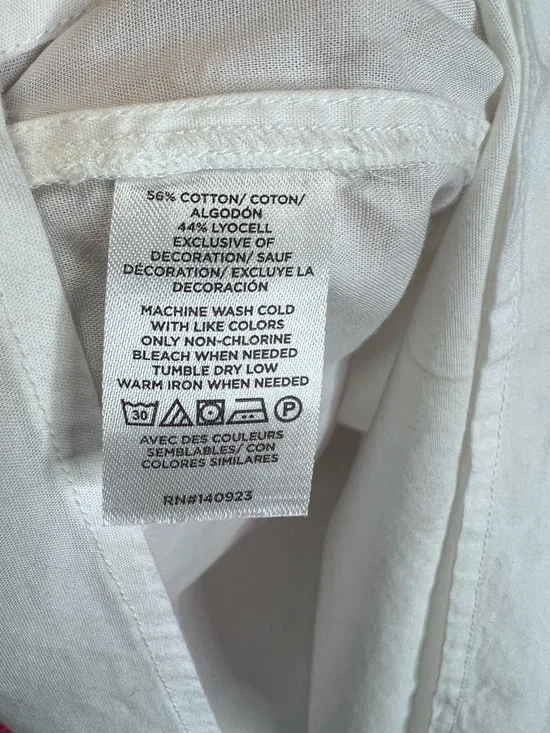 56% COTTON/ COTON/
ALGODÓN
44% LYOCELL
EXCLUSIVE OF
DECORATION/ SAUF
DÉCORATION/ EXCLUYE LA
DECORACIÓN
MACHINE WASH COLD
WITH LIKE COLORS
ONLY NON-CHLORINE
BLEACH WHEN NEEDED
TUMBLE DRY LOW
WARM IRON WHEN NEEDED
30 P
AVEC DES COULEURS
SEMBLABLES/ CON
COLORES SIMILARES
RN#140923